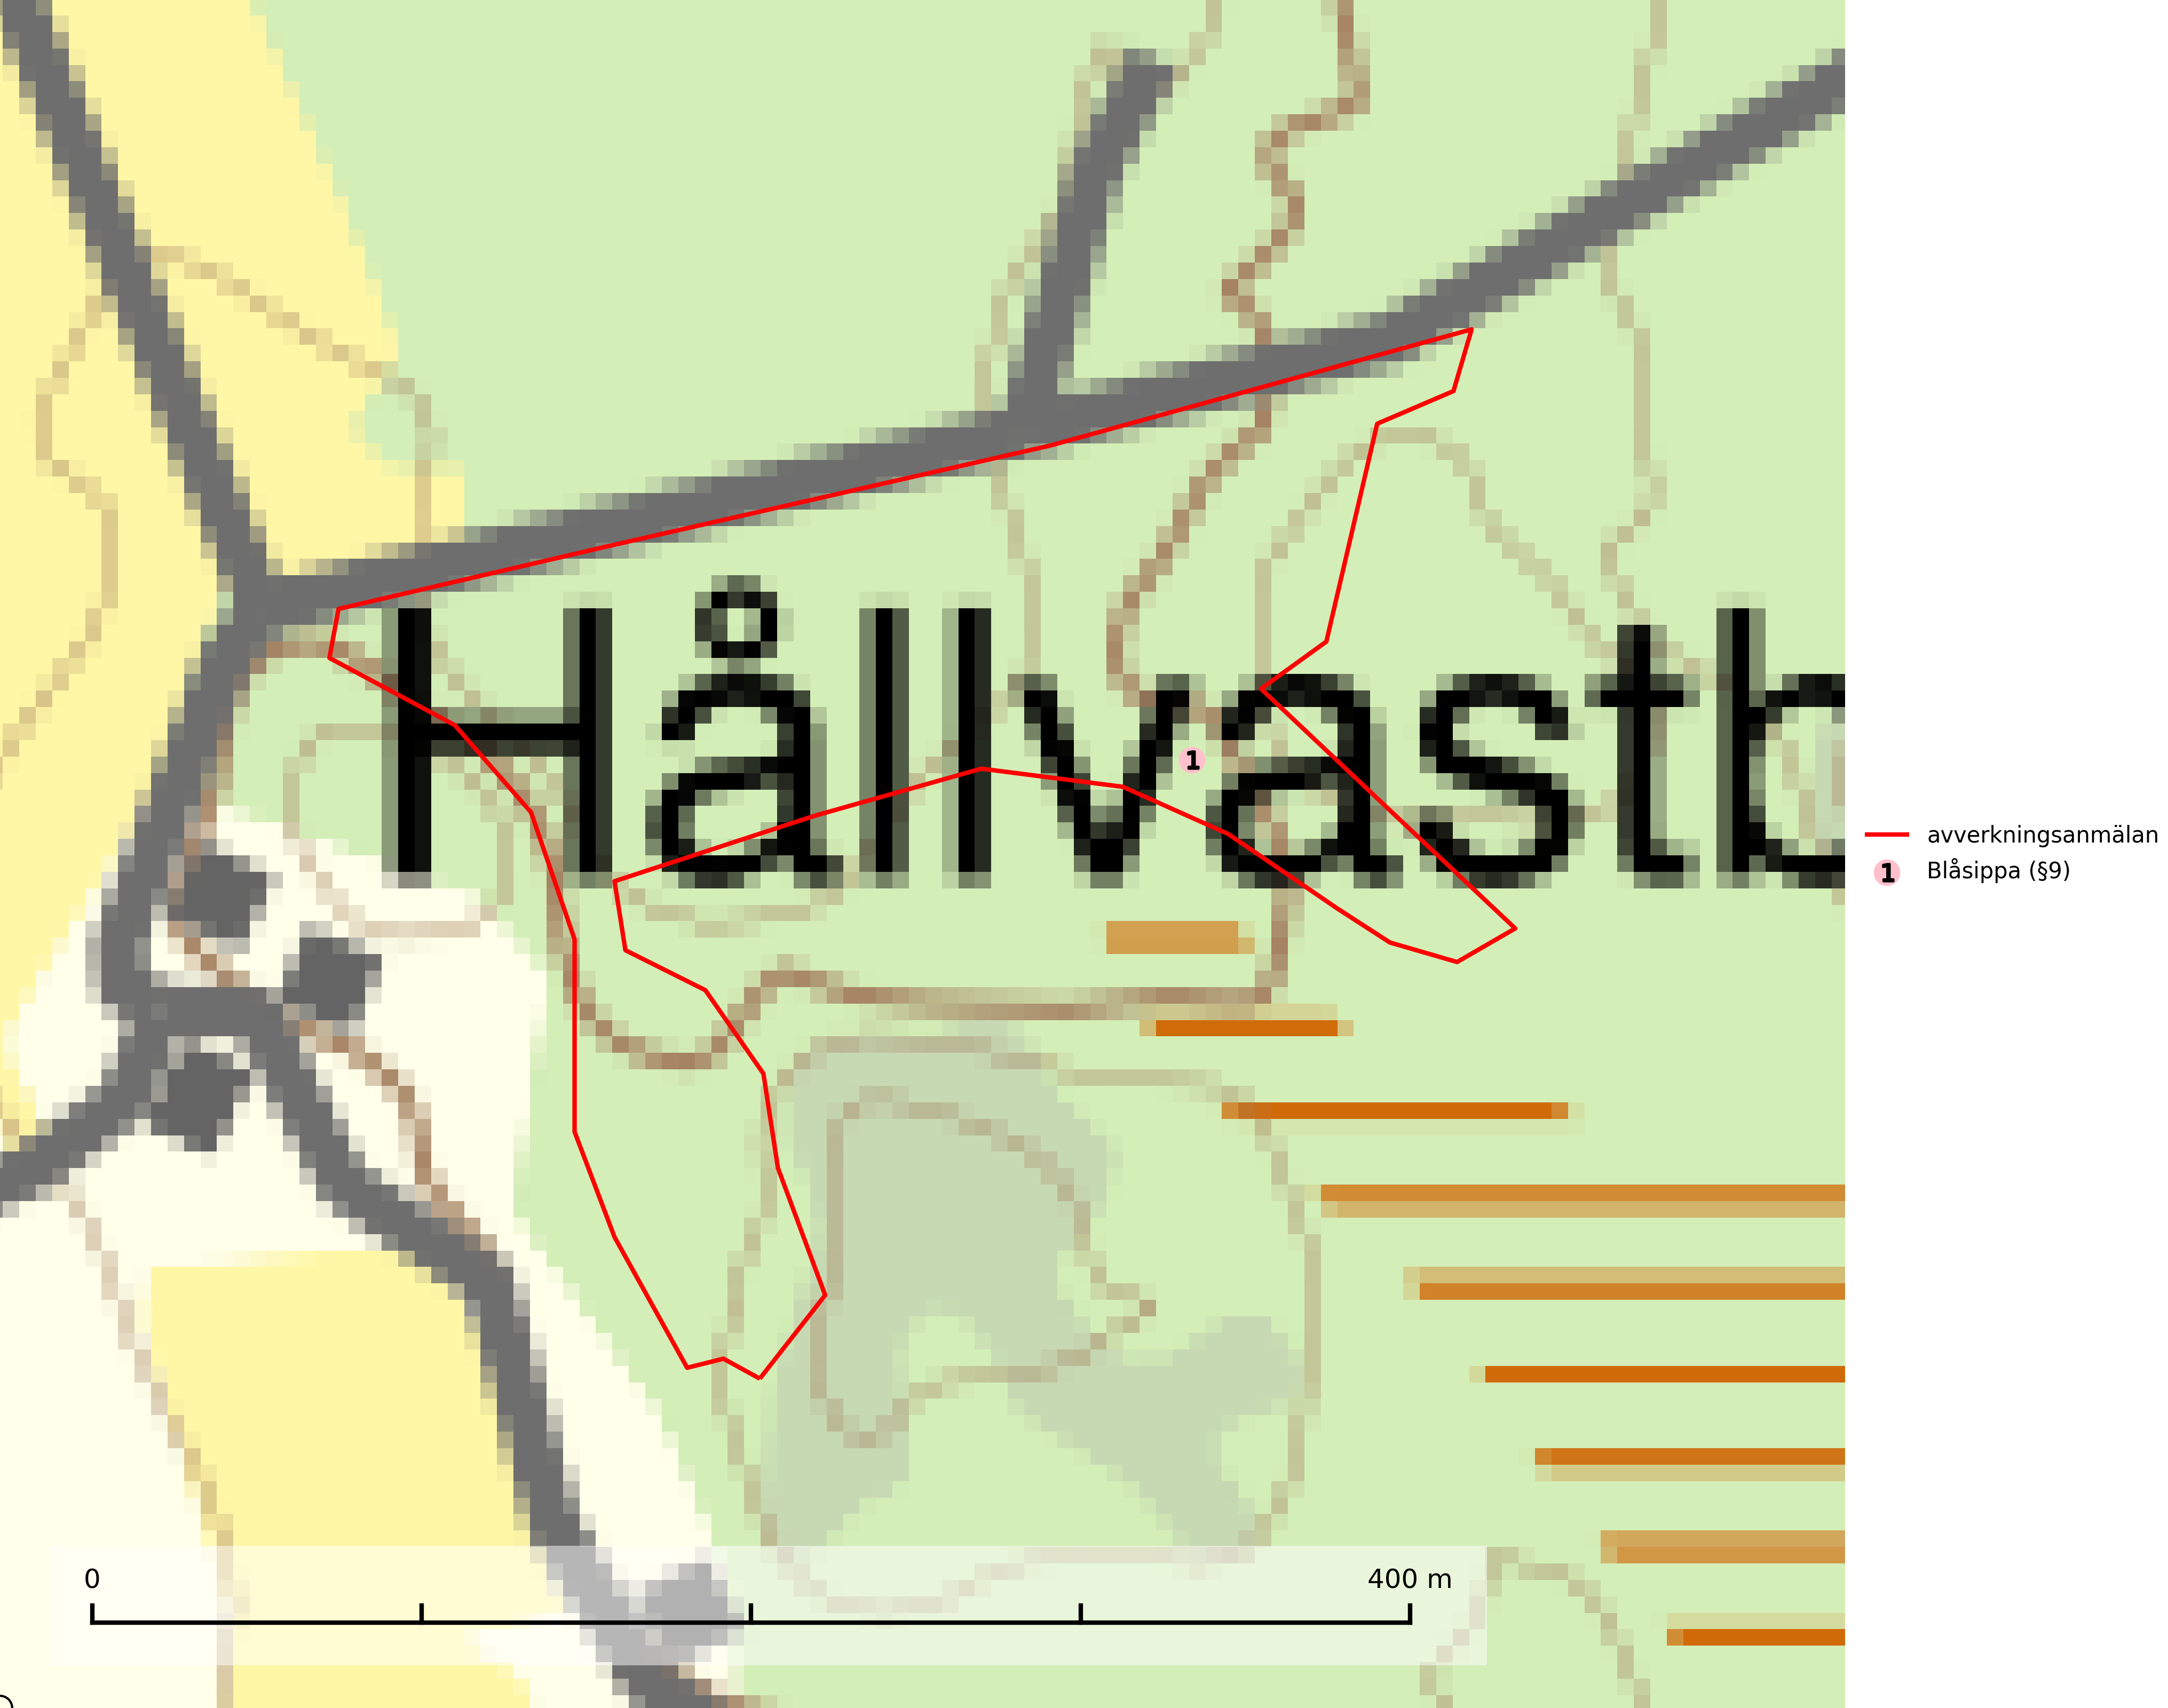 Hållvastb
1
avverkningsanmälan
1 Blåsippa (§9)
0 400 m